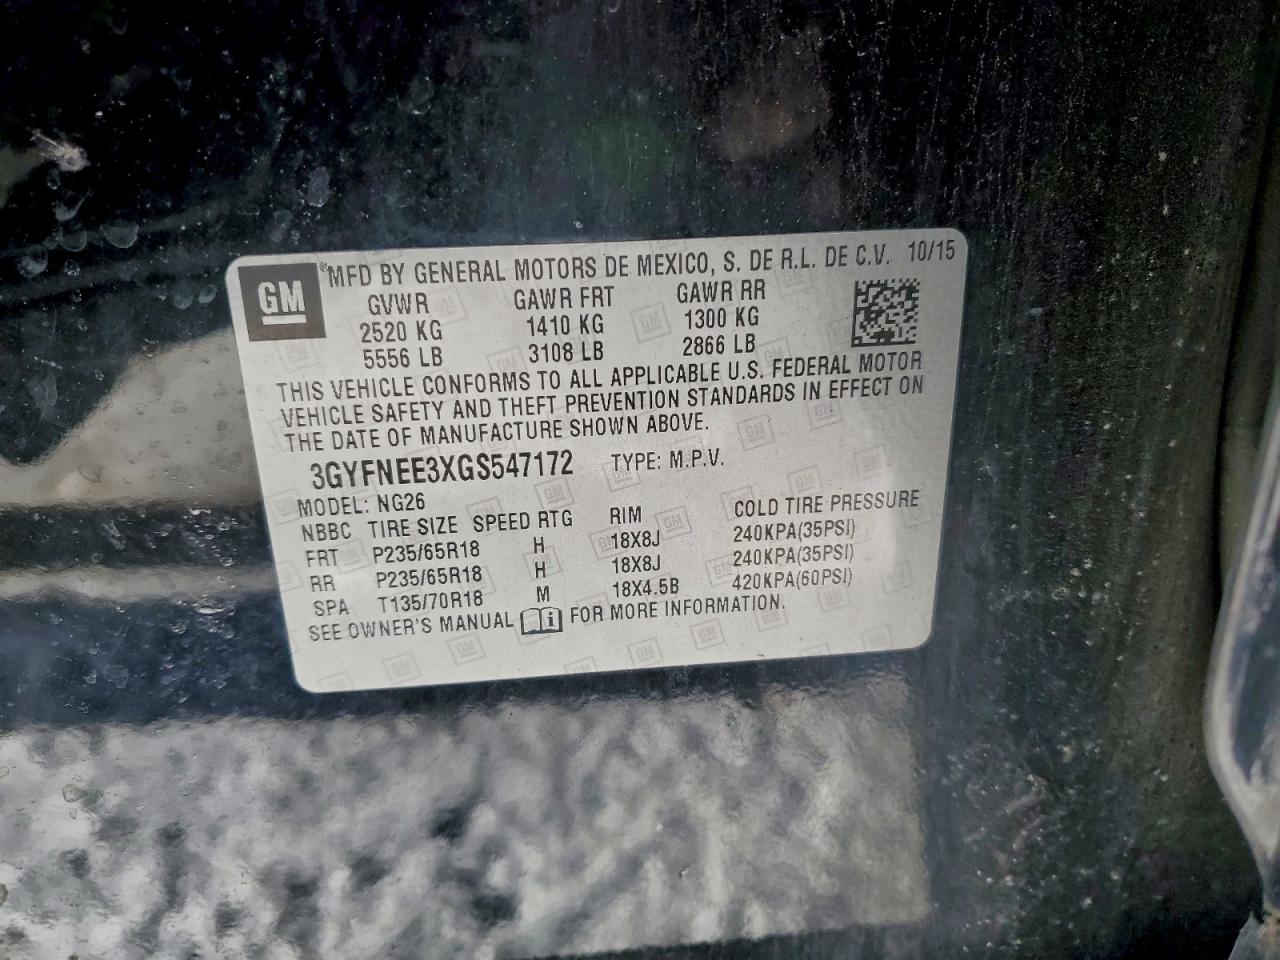 GM
MFD BY GENERAL MOTORS DE MEXICO, S. DE R.L. DE C.V. 10/15
GVWR GAWR FRT GAWR RR
2520 KG 1410 KG 1300 KG
5556 LB 3108 LB 2866 LB
THIS VEHICLE CONFORMS TO ALL APPLICABLE U.S. FEDERAL MOTOR
VEHICLE SAFETY AND THEFT PREVENTION STANDARDS IN EFFECT ON
THE DATE OF MANUFACTURE SHOWN ABOVE.
3GYFNEE3XGS547172 TYPE: M.P.V.
MODEL: NG26
NBBC TIRE SIZE SPEED RTG RIM COLD TIRE PRESSURE
FRT P235/65R18 H 18X8J 240KPA(35PSI)
RR P235/65R18 H 18X8J 240KPA(35PSI)
SPA T135/70R18 M 18X4.5B 420KPA(60PSI)
SEE OWNER'S MANUAL i FOR MORE INFORMATION.